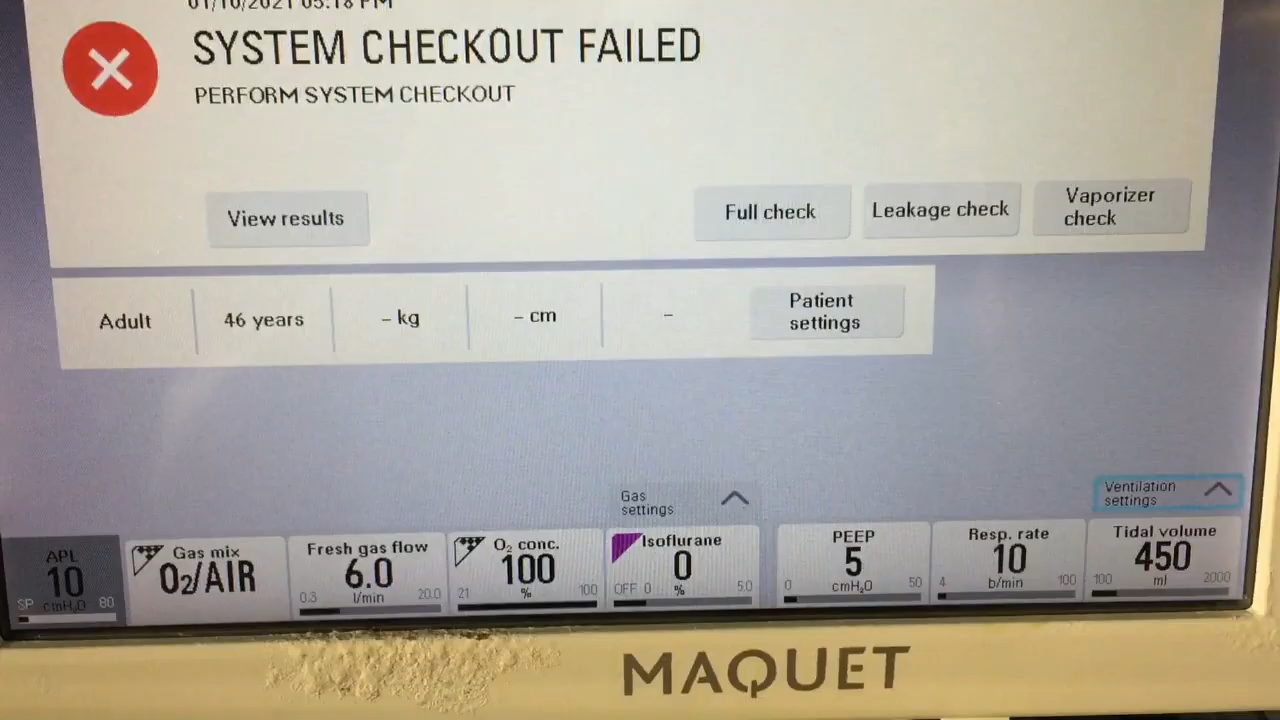 01/10/2021 05:18 PM
SYSTEM CHECKOUT FAILED
PERFORM SYSTEM CHECKOUT
View results
Full check
Leakage check
Vaporizer
check
Adult
46 years
– kg
– cm
–
Patient
settings
Gas
settings
Ventilation
settings
APL
10
SP cmH₂O 80
Gas mix
O₂/AIR
Fresh gas flow
6.0
0.3 l/min 20.0
O₂ conc.
100
21 % 100
Isoflurane
0
OFF 0 % 5.0
PEEP
5
0 cmH₂O 50
Resp. rate
10
4 b/min 100
Tidal volume
450
100 ml 2000
MAQUET